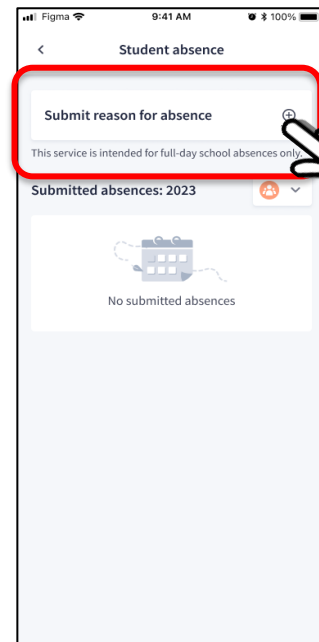 Figma 9:41 AM 100%
Student absence
Submit reason for absence
This service is intended for full-day school absences only.
Submitted absences: 2023
No submitted absences